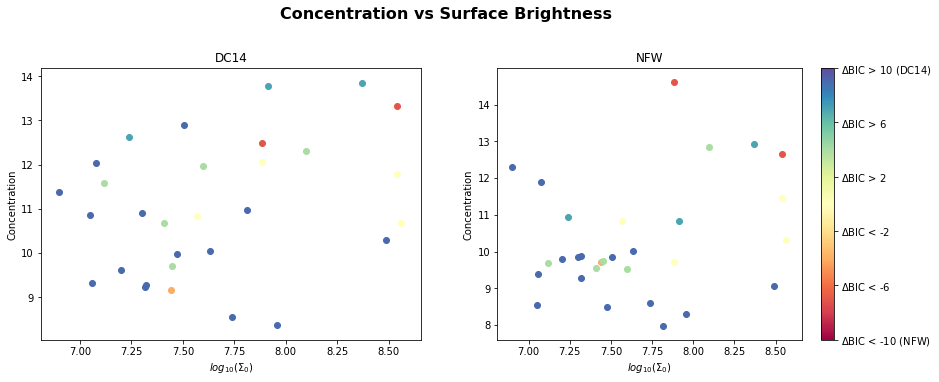 Concentration vs Surface Brightness
DC14
Concentration
14
13
12
11
10
9
7.00 7.25 7.50 7.75 8.00 8.25 8.50
log10(Σ0)
NFW
Concentration
14
13
12
11
10
9
8
7.00 7.25 7.50 7.75 8.00 8.25 8.50
log10(Σ0)
ΔBIC > 10 (DC14)
ΔBIC > 6
ΔBIC > 2
ΔBIC < -2
ΔBIC < -6
ΔBIC < -10 (NFW)